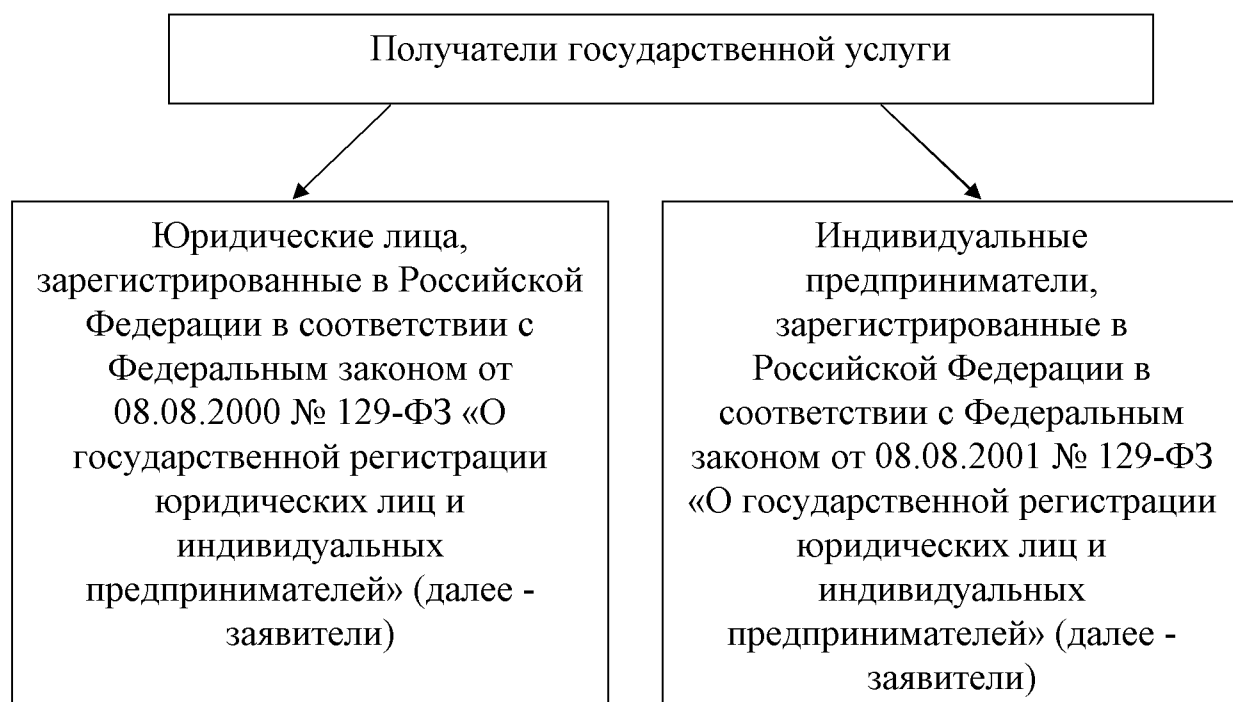 Получатели государственной услуги
Юридические лица,
зарегистрированные в Российской
Федерации в соответствии с
Федеральным законом от
08.08.2000 № 129-ФЗ «О
государственной регистрации
юридических лиц и
индивидуальных
предпринимателей» (далее -
заявители)
Индивидуальные
предприниматели,
зарегистрированные в
Российской Федерации в
соответствии с Федеральным
законом от 08.08.2001 № 129-ФЗ
«О государственной регистрации
юридических лиц и
индивидуальных
предпринимателей» (далее -
заявители)